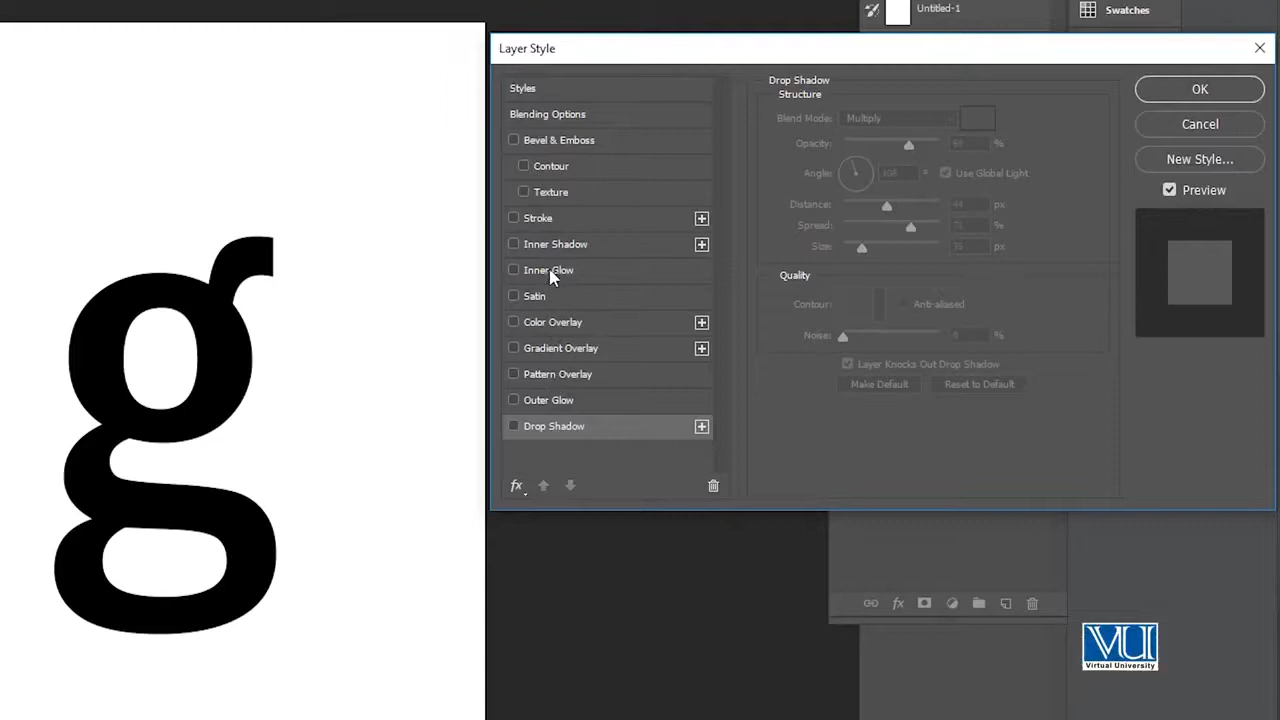 Untitled-1
Swatches
Layer Style
Styles
Blending Options
Bevel & Emboss
Contour
Texture
Stroke
Inner Shadow
Inner Glow
Satin
Color Overlay
Gradient Overlay
Pattern Overlay
Outer Glow
Drop Shadow
fx
Drop Shadow
Structure
Blend Mode: Multiply
Opacity: %
Angle: 108 ° Use Global Light
Distance: 44 px
Spread: %
Size: px
Quality
Contour: Anti-aliased
Noise: %
Layer Knocks Out Drop Shadow
Make Default Reset to Default
OK
Cancel
New Style...
Preview
g
fx
VU
Virtual University